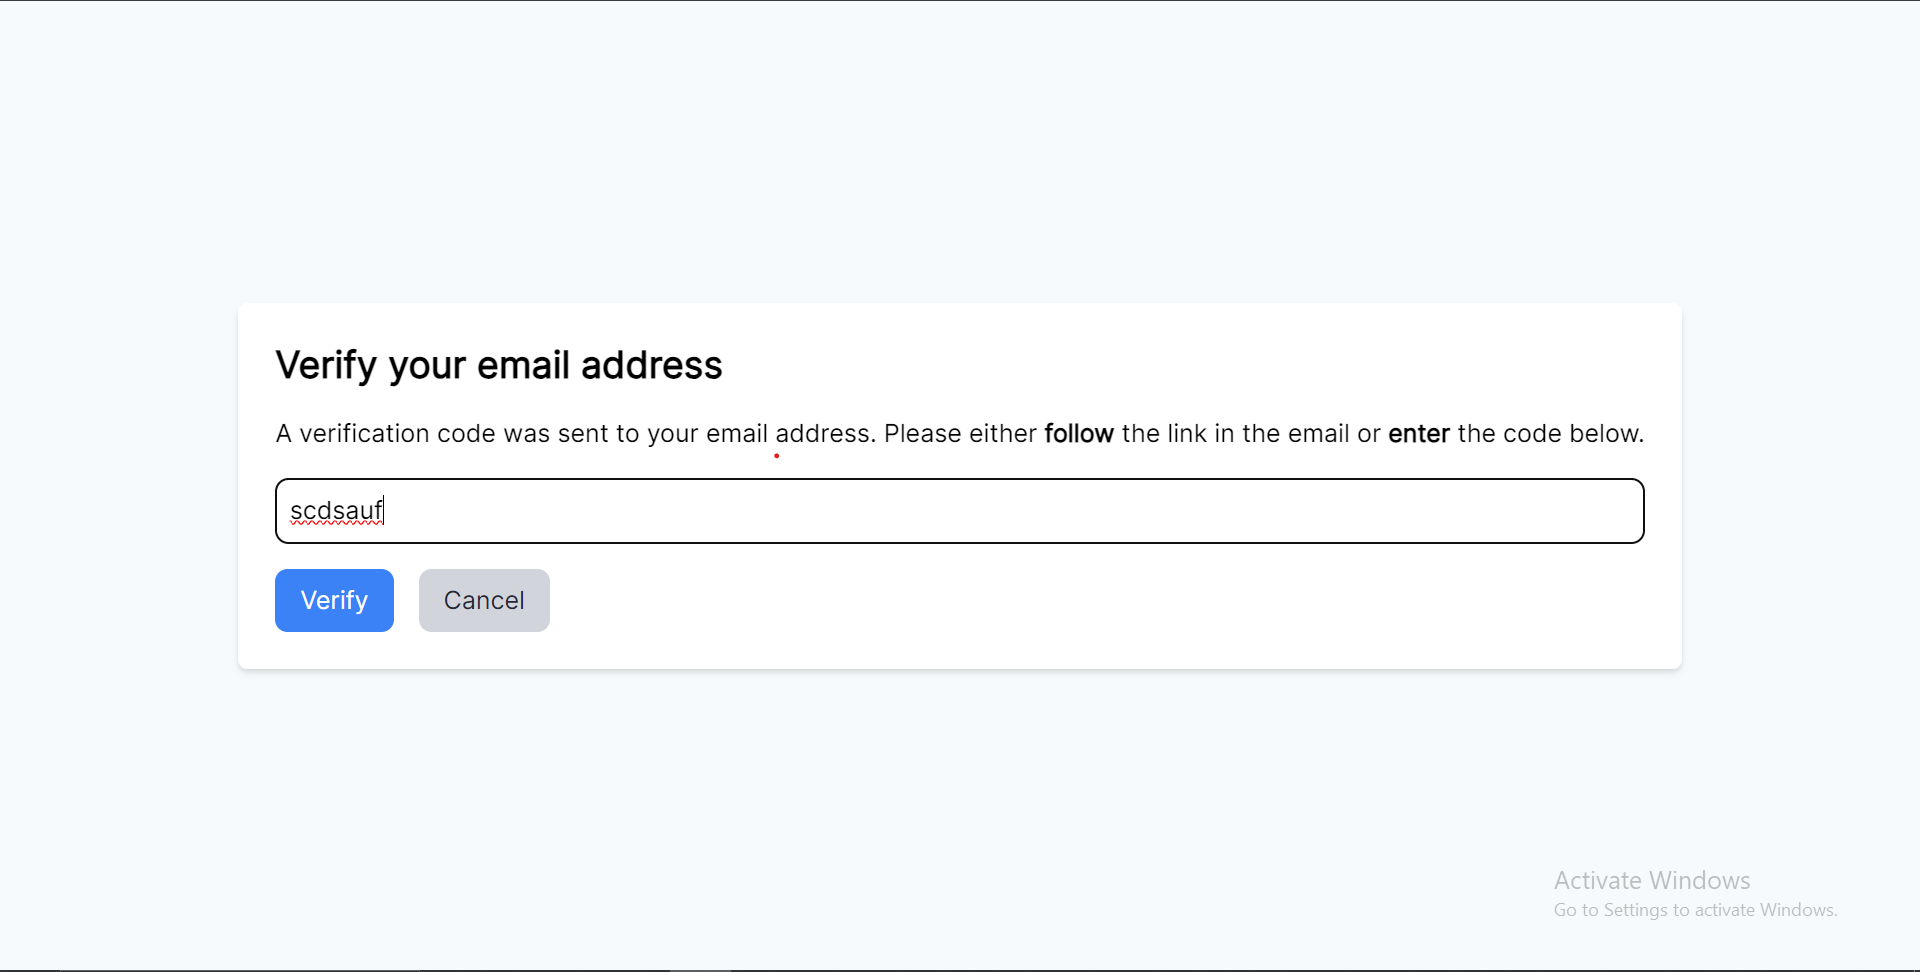 Verify your email address
A verification code was sent to your email address. Please either follow the link in the email or enter the code below.
scdsauf
Verify
Cancel
Activate Windows
Go to Settings to activate Windows.